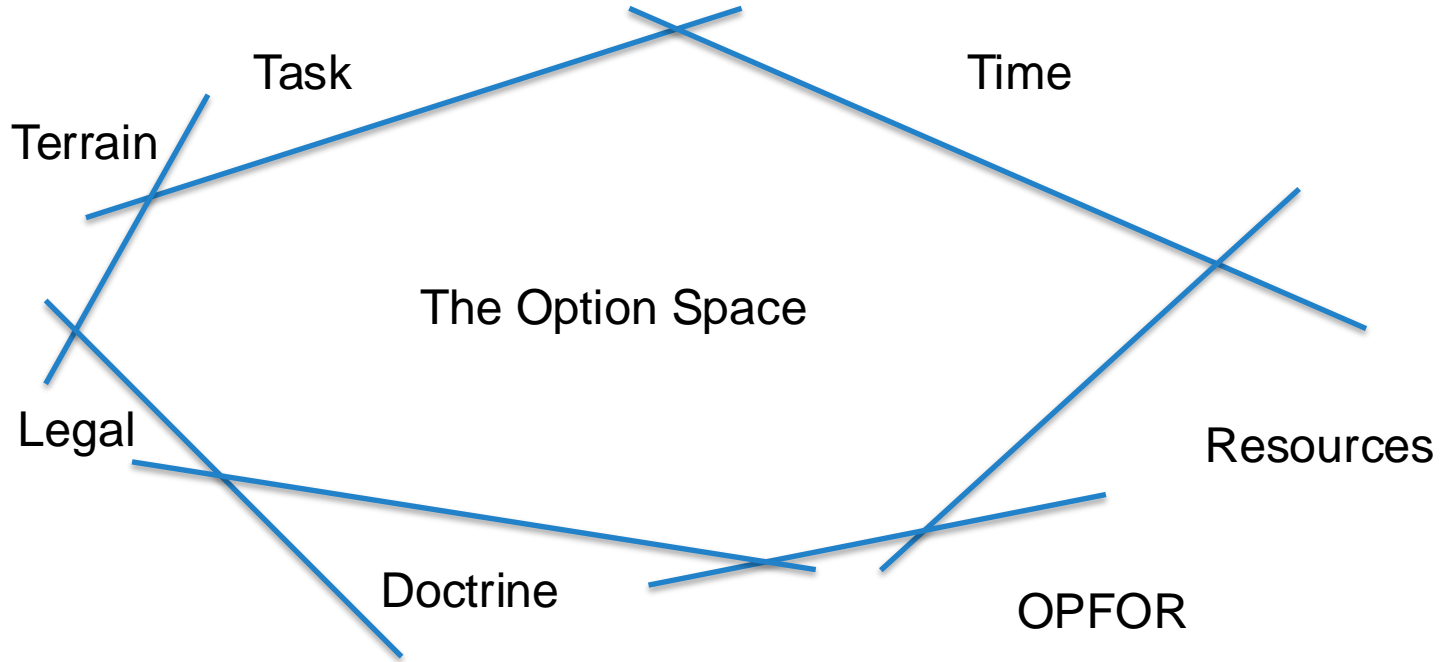 Task
Time
Terrain
The Option Space
Legal
Resources
Doctrine
OPFOR